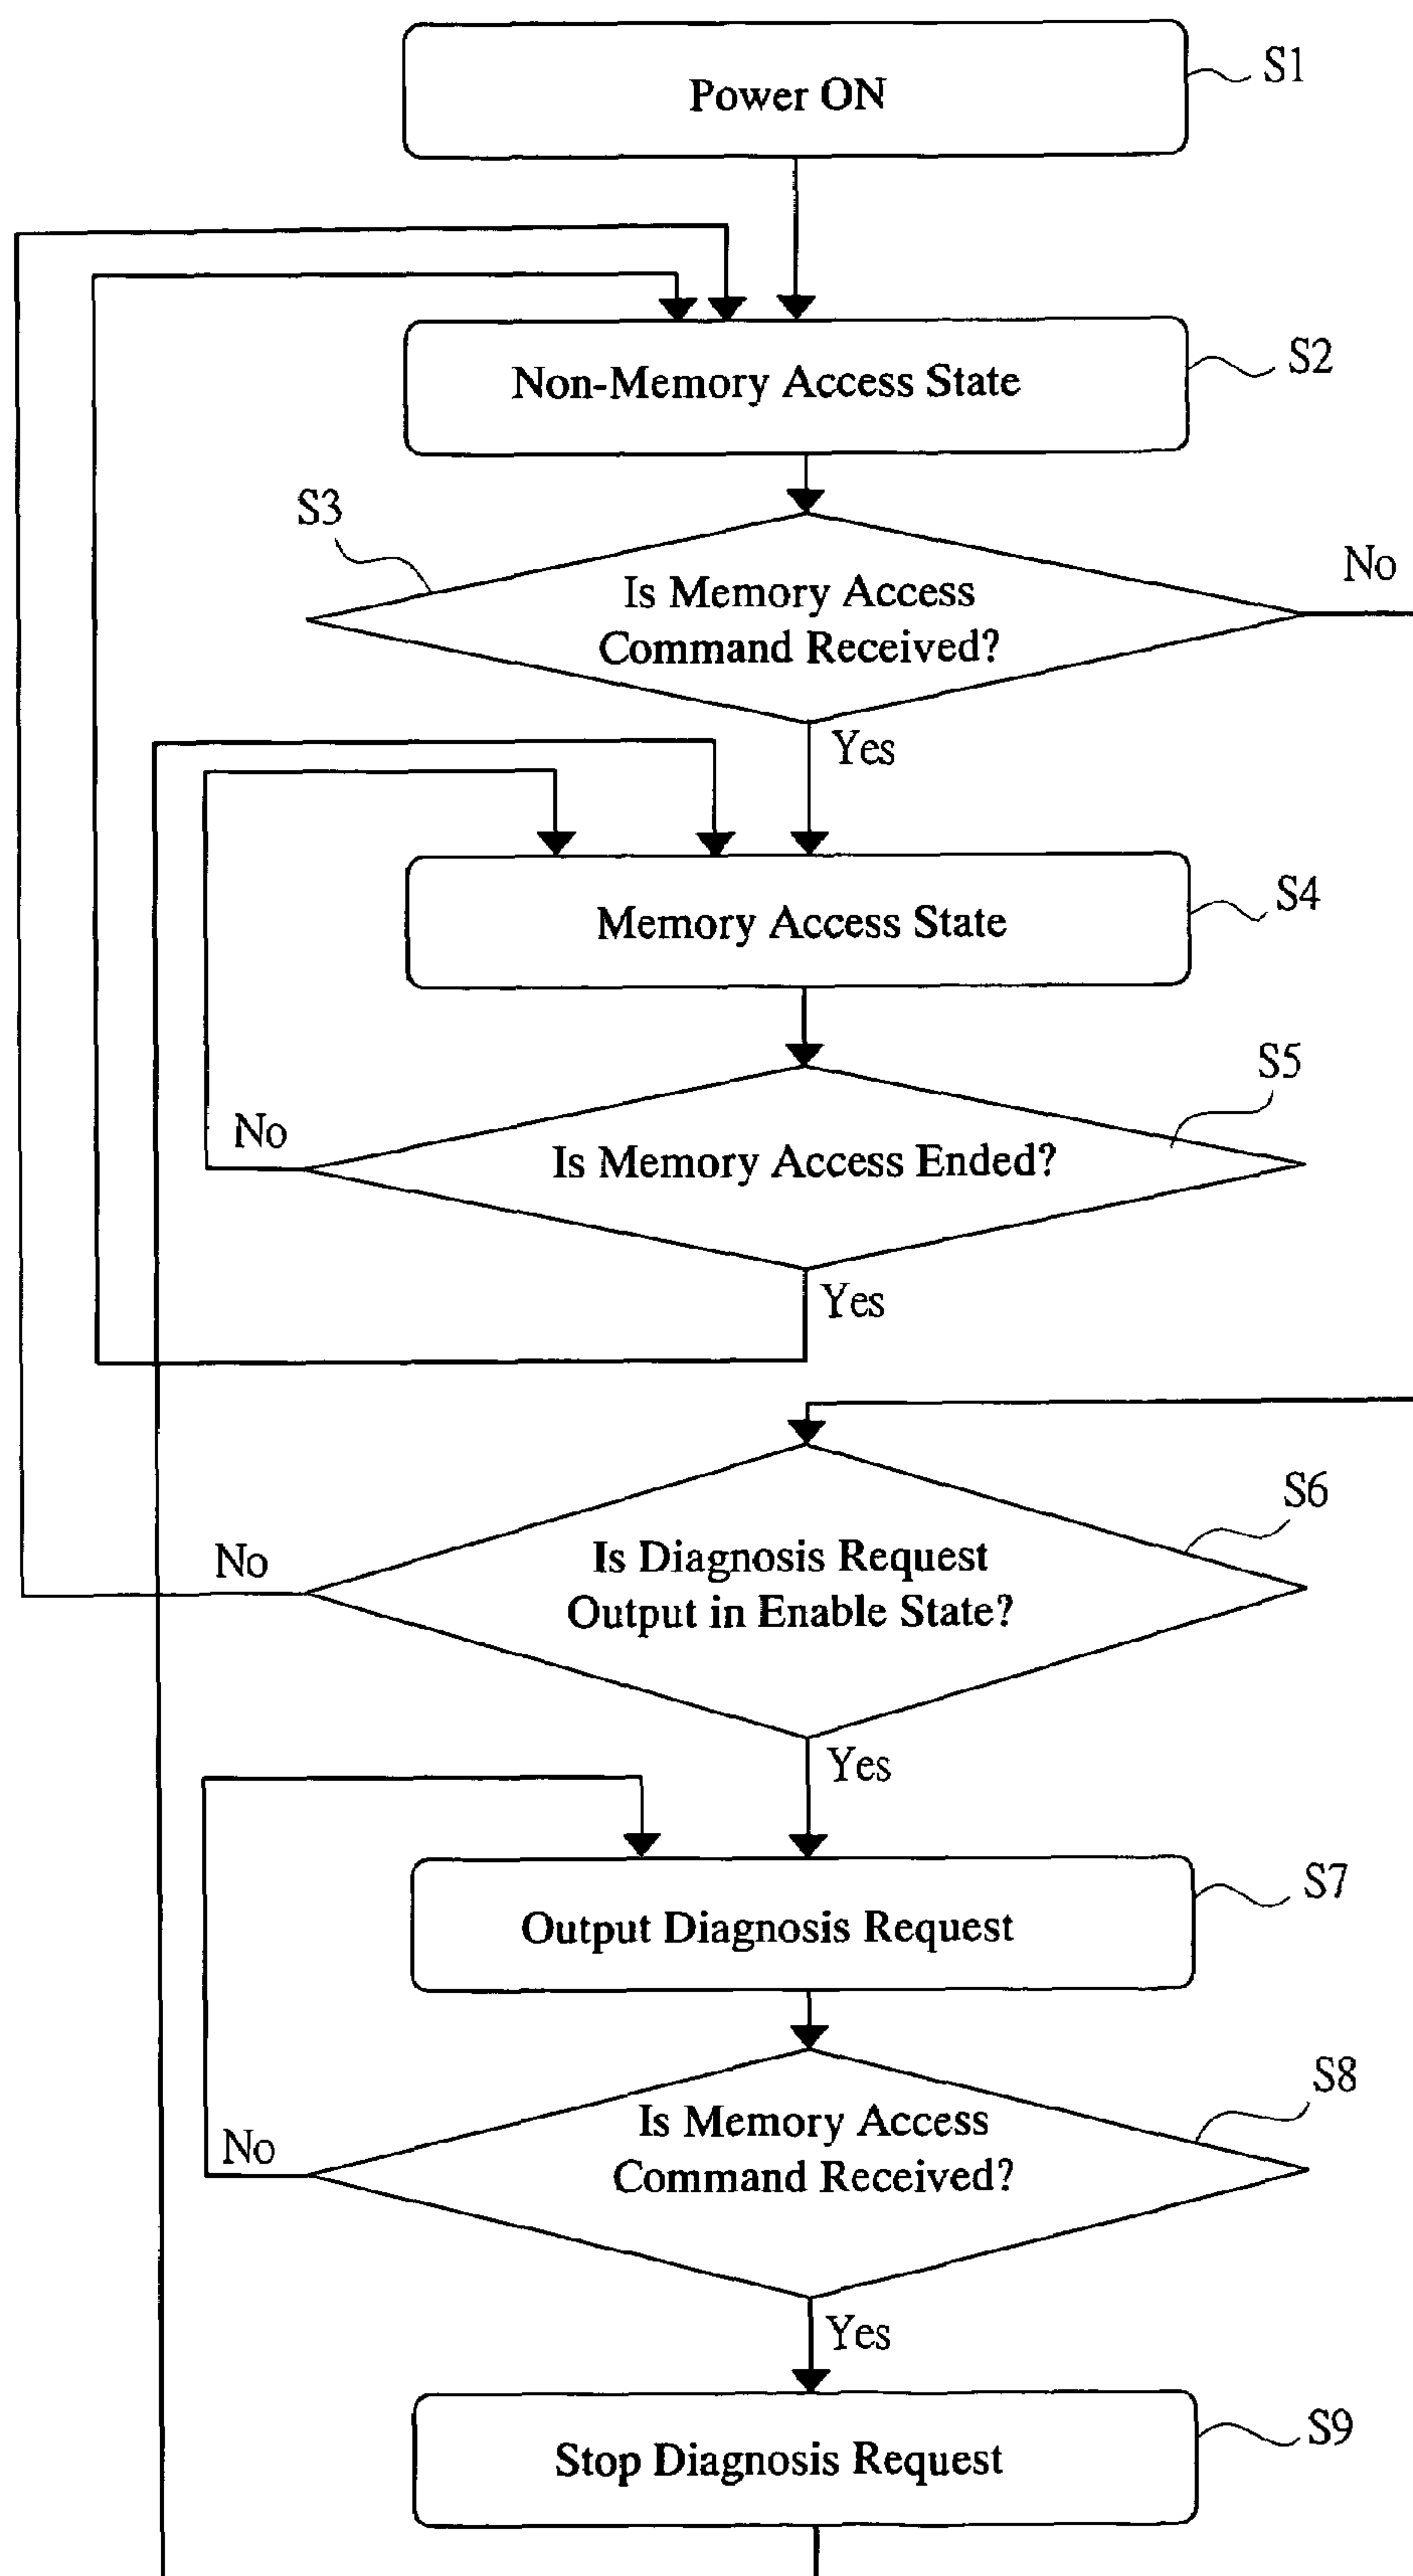 Power ON
S1
Non-Memory Access State
S2
S3
Is Memory Access
Command Received?
No
Yes
Memory Access State
S4
S5
No
Is Memory Access Ended?
Yes
S6
No
Is Diagnosis Request
Output in Enable State?
Yes
Output Diagnosis Request
S7
S8
Is Memory Access
Command Received?
No
Yes
Stop Diagnosis Request
S9